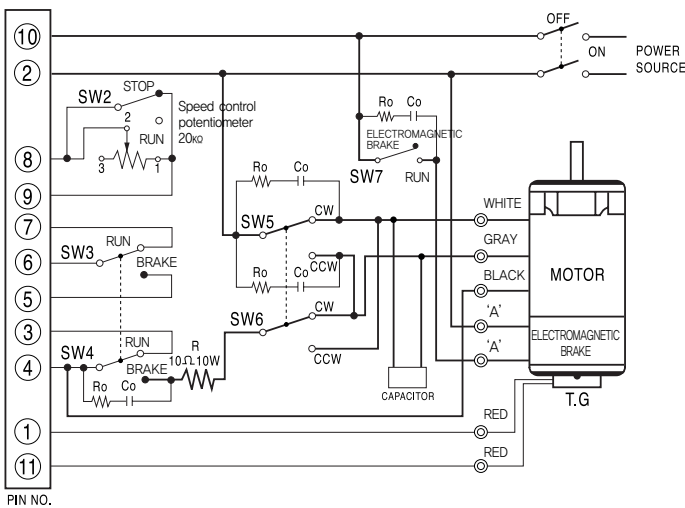 OFF
10
ON
POWER
SOURCE
2
STOP
SW2
Speed control
potentiometer
20KΩ
2
RUN
8
3
1
Ro Co
ELECTROMAGNETIC
BRAKE
SW7
RUN
9
Ro Co
7
SW5
CW
WHITE
RUN
GRAY
6
SW3
BRAKE
CCW
Ro Co
BLACK
MOTOR
5
CW
SW6
'A'
3
RUN
R
10Ω10W
ELECTROMAGNETIC
BRAKE
4
SW4
BRAKE
CCW
'A'
Ro Co
CAPACITOR
T.G
1
RED
11
RED
PIN NO.